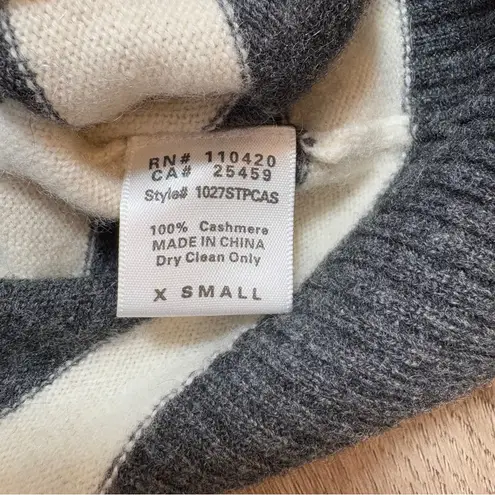 RN# 110420
CA# 25459
Style# 1027STPCAS
100% Cashmere
MADE IN CHINA
Dry Clean Only
X SMALL